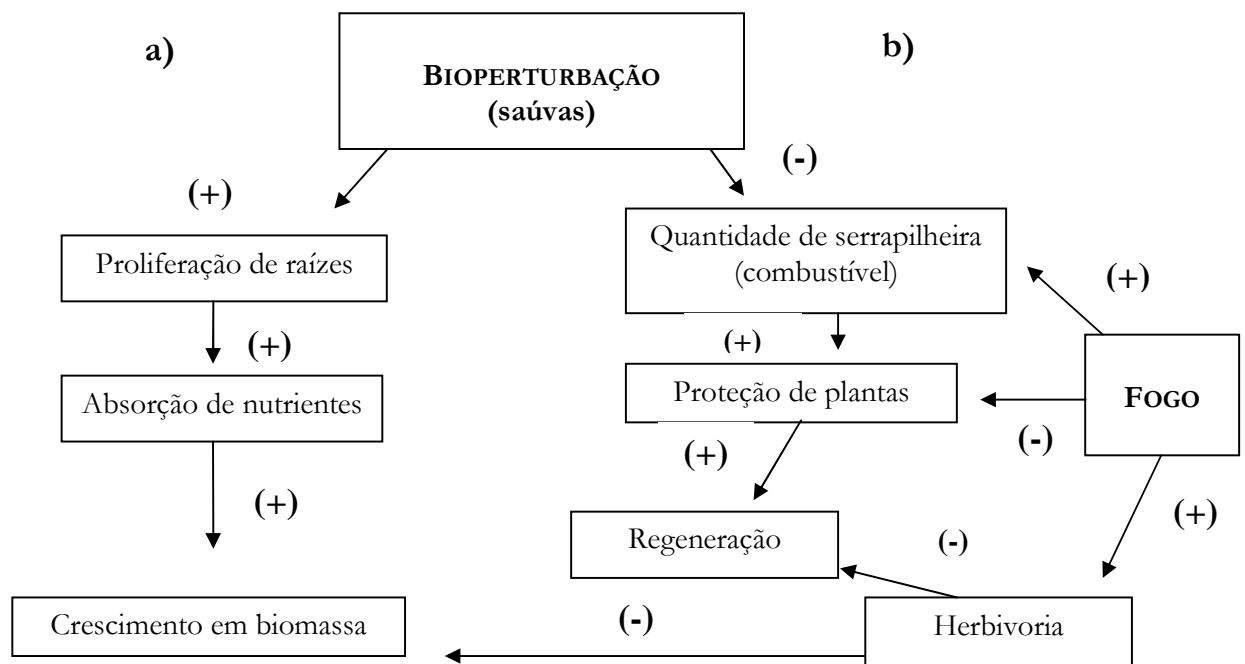 a)
b)
BIOPERTURBAÇÃO
(saúvas)
(+)
(-)
Proliferação de raízes
Quantidade de serrapilheira
(combustível)
(+)
(+)
(+)
Absorção de nutrientes
Proteção de plantas
FOGO
(-)
(+)
(+)
(+)
Regeneração
(-)
Crescimento em biomassa
(-)
Herbivoria